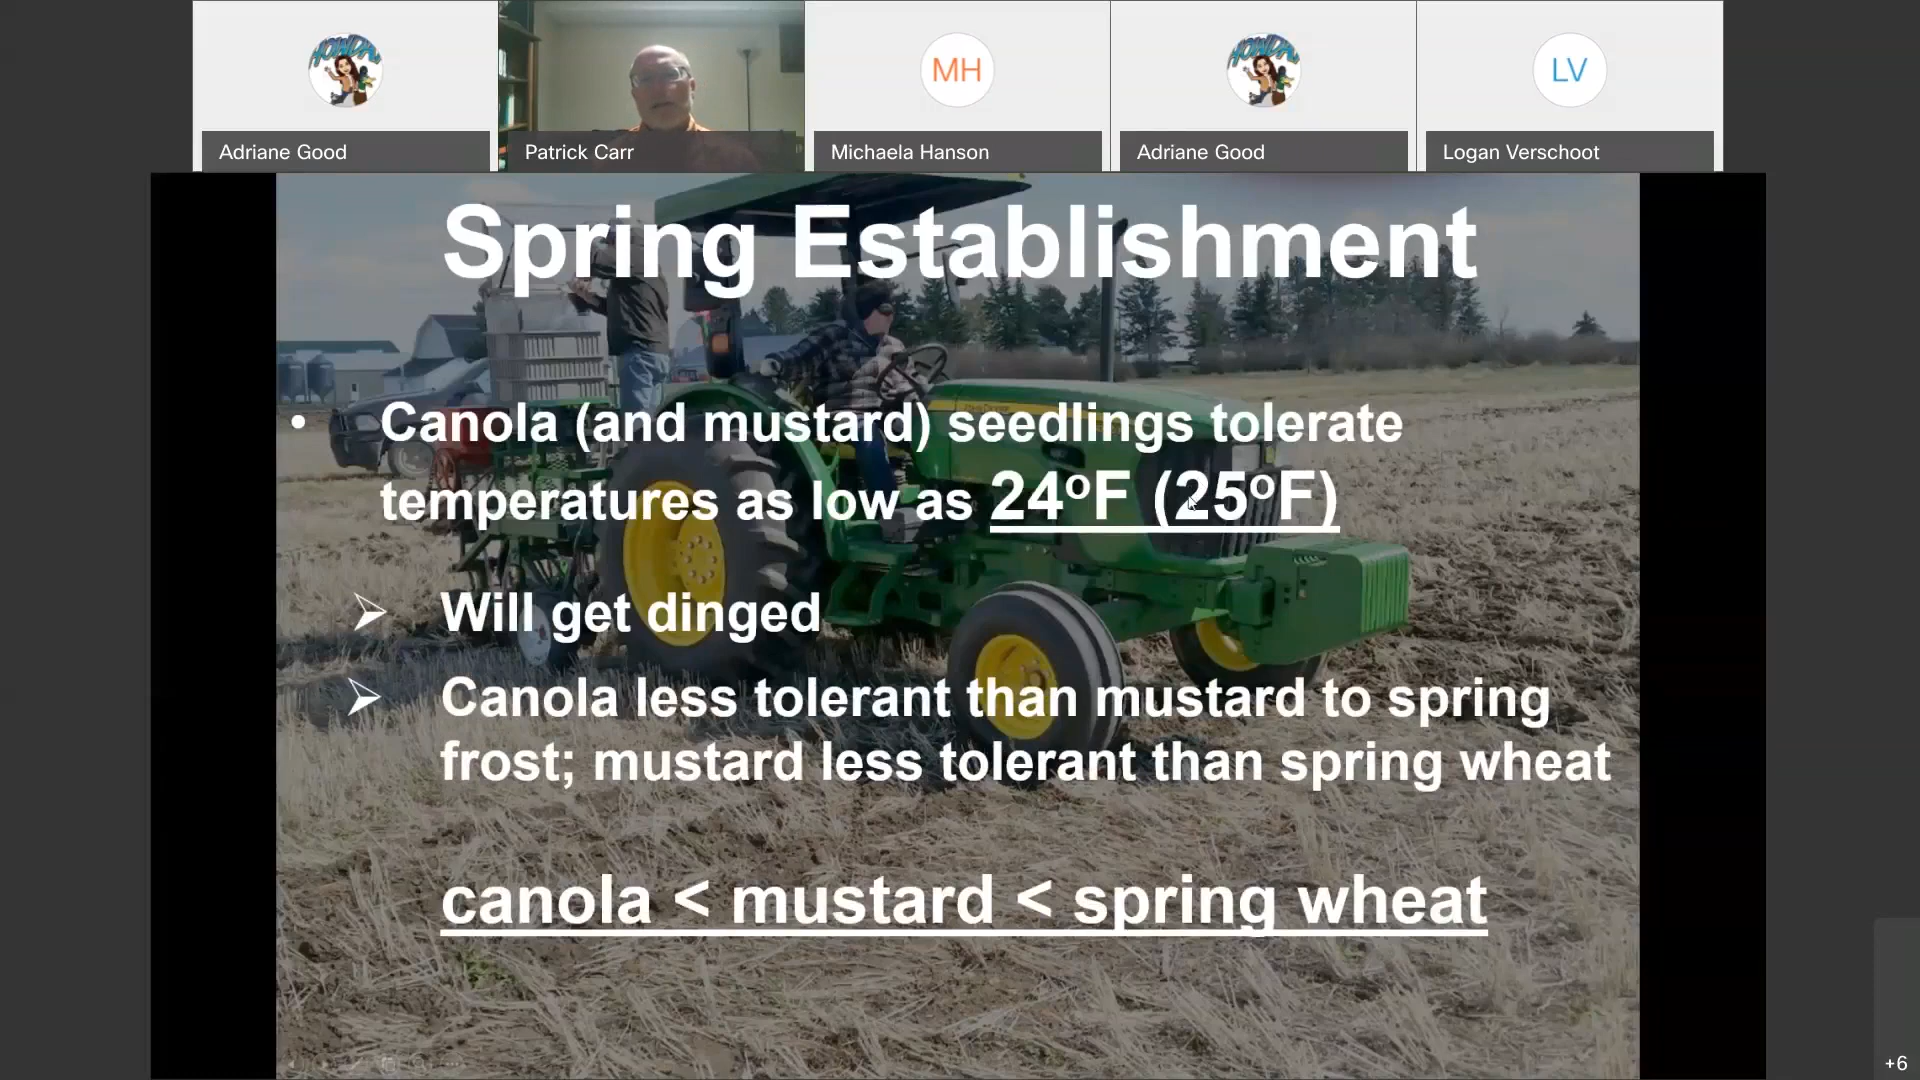 HOWDY
Adriane Good
Patrick Carr
MH
Michaela Hanson
HOWDY
Adriane Good
LV
Logan Verschoot
Spring Establishment
• Canola (and mustard) seedlings tolerate
temperatures as low as 24ºF (25ºF)
➢ Will get dinged
➢ Canola less tolerant than mustard to spring
frost; mustard less tolerant than spring wheat
canola < mustard < spring wheat
+6